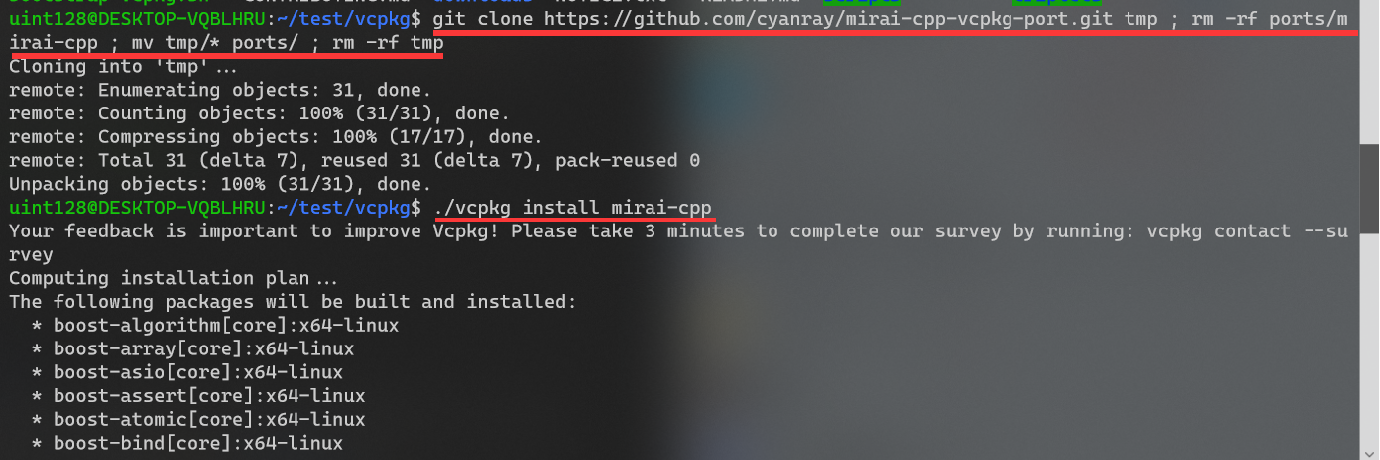 uint128@DESKTOP-VQBLHRU:~/test/vcpkg$ git clone https://github.com/cyanray/mirai-cpp-vcpkg-port.git tmp ; rm -rf ports/m
irai-cpp ; mv tmp/* ports/ ; rm -rf tmp
Cloning into 'tmp'...
remote: Enumerating objects: 31, done.
remote: Counting objects: 100% (31/31), done.
remote: Compressing objects: 100% (17/17), done.
remote: Total 31 (delta 7), reused 31 (delta 7), pack-reused 0
Unpacking objects: 100% (31/31), done.
uint128@DESKTOP-VQBLHRU:~/test/vcpkg$ ./vcpkg install mirai-cpp
Your feedback is important to improve Vcpkg! Please take 3 minutes to complete our survey by running: vcpkg contact --su
rvey
Computing installation plan...
The following packages will be built and installed:
  * boost-algorithm[core]:x64-linux
  * boost-array[core]:x64-linux
  * boost-asio[core]:x64-linux
  * boost-assert[core]:x64-linux
  * boost-atomic[core]:x64-linux
  * boost-bind[core]:x64-linux